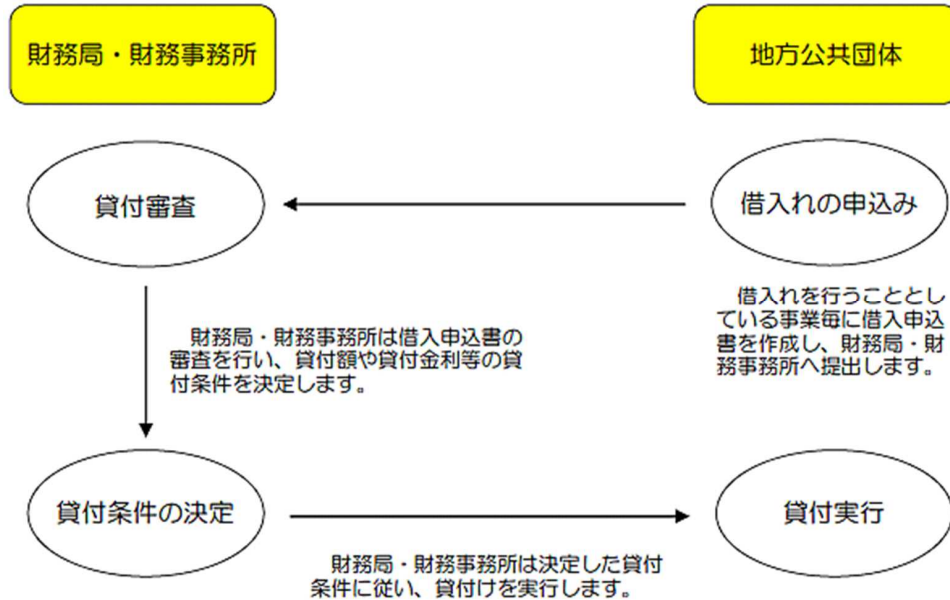 財務局・財務事務所
地方公共団体
貸付審査
借入れの申込み
借入れを行うこととし
ている事業毎に借入申込
書を作成し、財務局・財
務事務所へ提出します。
財務局・財務事務所は借入申込書の
審査を行い、貸付額や貸付金利等の貸
付条件を決定します。
貸付条件の決定
貸付実行
財務局・財務事務所は決定した貸付
条件に従い、貸付けを実行します。